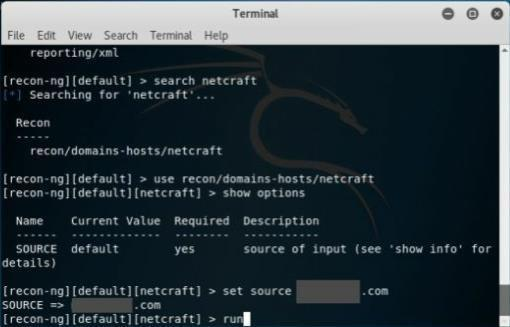 Terminal
File Edit View Search Terminal Help
reporting/xml
[recon-ng][default] > search netcraft
[*] Searching for 'netcraft'...
Recon
-----
recon/domains-hosts/netcraft
[recon-ng][default] > use recon/domains-hosts/netcraft
[recon-ng][default][netcraft] > show options
Name Current Value Required Description
------ ------------- -------- -----------
SOURCE default yes source of input (see 'show info' for
details)
[recon-ng][default][netcraft] > set source .com
SOURCE => .com
[recon-ng][default][netcraft] > run